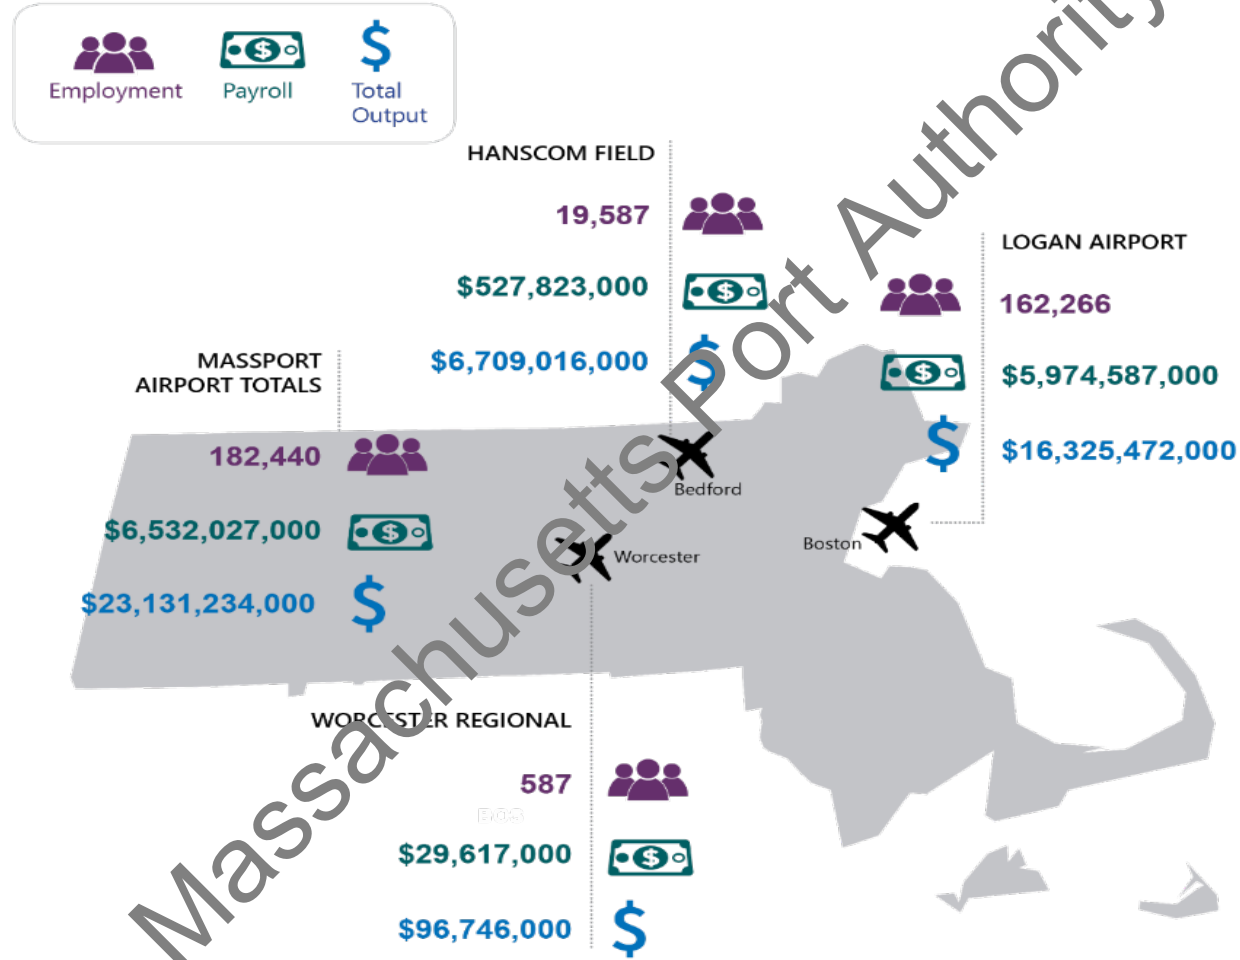 Employment
Payroll
Total
Output
HANSCOM FIELD
19,587
$527,823,000
$6,709,016,000
LOGAN AIRPORT
162,266
$5,974,587,000
$16,325,472,000
MASSPORT
AIRPORT TOTALS
182,440
$6,532,027,000
$23,131,234,000
Bedford
Boston
Worcester
WORCESTER REGIONAL
587
BOS
$29,617,000
$96,746,000
Massachusetts Port Authority